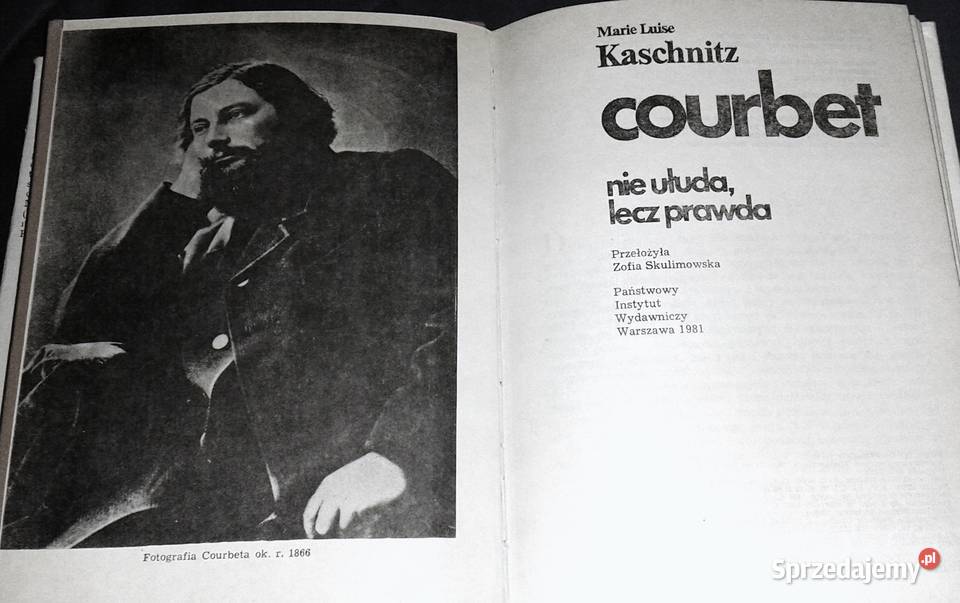 Fotografia Courbeta ok. r. 1866
Marie Luise
Kaschnitz
courbet
nie ułuda,
lecz prawda
Przełożyła
Zofia Skulimowska
Państwowy
Instytut
Wydawniczy
Warszawa 1981
Sprzedajemy.pl